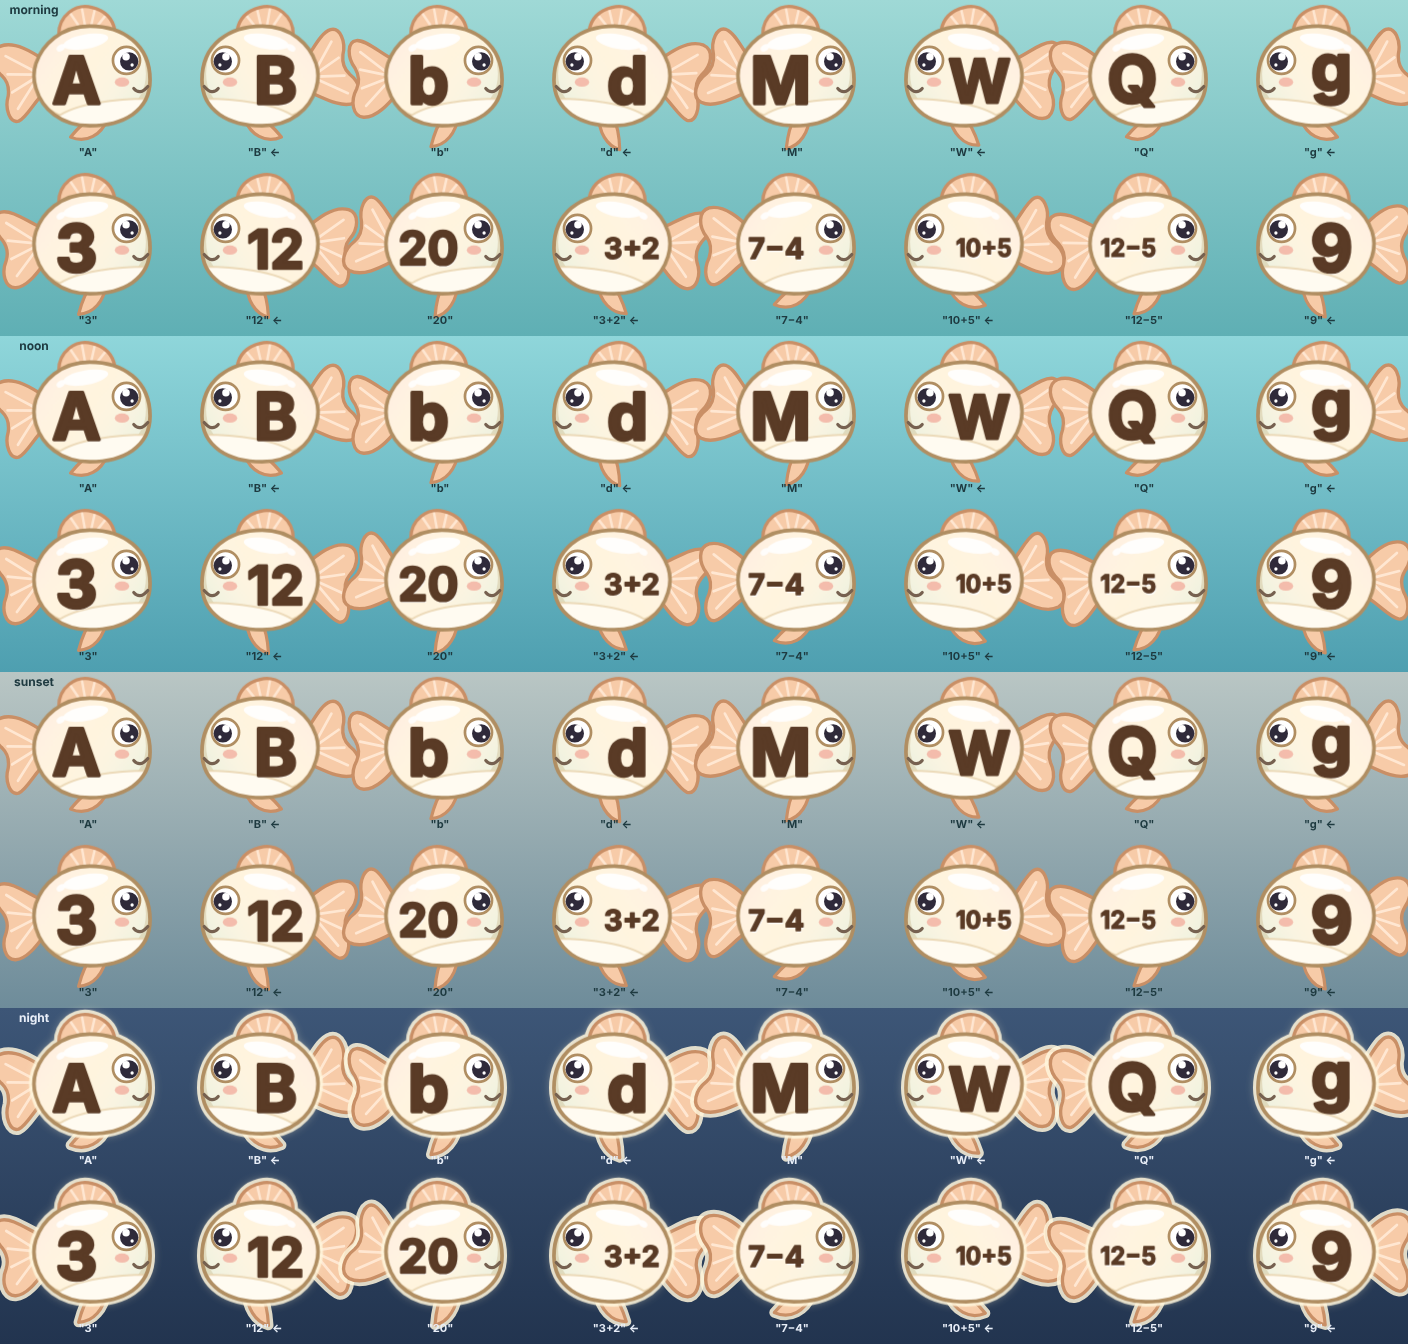 morning
A B b d M W Q g
"A" "B" ← "b" "d" ← "M" "W" ← "Q" "g" ←
3 12 20 3+2 7−4 10+5 12−5 9
"3" "12" ← "20" "3+2" ← "7−4" "10+5" ← "12−5" "9" ←
noon
A B b d M W Q g
"A" "B" ← "b" "d" ← "M" "W" ← "Q" "g" ←
3 12 20 3+2 7−4 10+5 12−5 9
"3" "12" ← "20" "3+2" ← "7−4" "10+5" ← "12−5" "9" ←
sunset
A B b d M W Q g
"A" "B" ← "b" "d" ← "M" "W" ← "Q" "g" ←
3 12 20 3+2 7−4 10+5 12−5 9
"3" "12" ← "20" "3+2" ← "7−4" "10+5" ← "12−5" "9" ←
night
A B b d M W Q g
"A" "B" ← "b" "d" ← "M" "W" ← "Q" "g" ←
3 12 20 3+2 7−4 10+5 12−5 9
"3" "12" ← "20" "3+2" ← "7−4" "10+5" ← "12−5" "9" ←